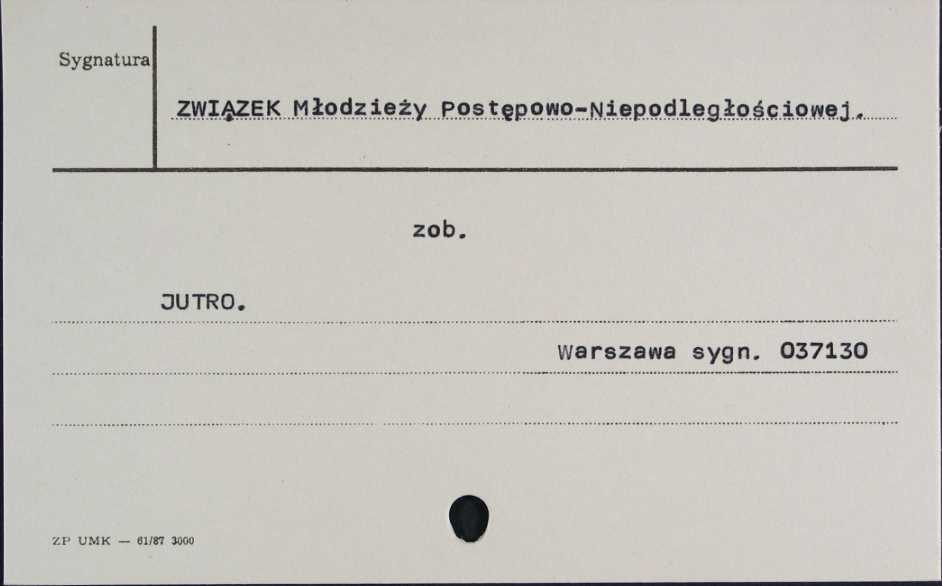 Sygnatura
ZWIĄZEK Młodzieży Postępowo-Niepodległościowej.
zob.
JUTRO.
Warszawa sygn. 037130
ZP UMK — 61/87 3000